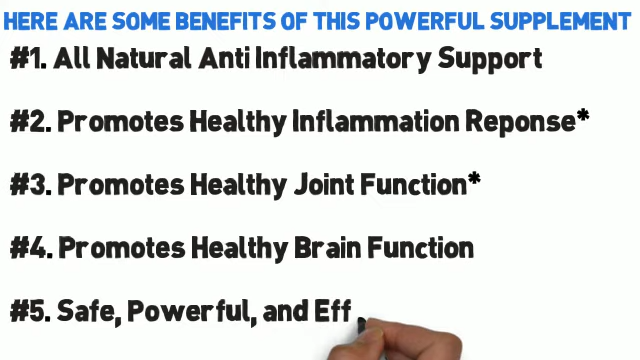 HERE ARE SOME BENEFITS OF THIS POWERFUL SUPPLEMENT
#1. All Natural Anti Inflammatory Support
#2. Promotes Healthy Inflammation Reponse*
#3. Promotes Healthy Joint Function*
#4. Promotes Healthy Brain Function
#5. Safe, Powerful, and Eff